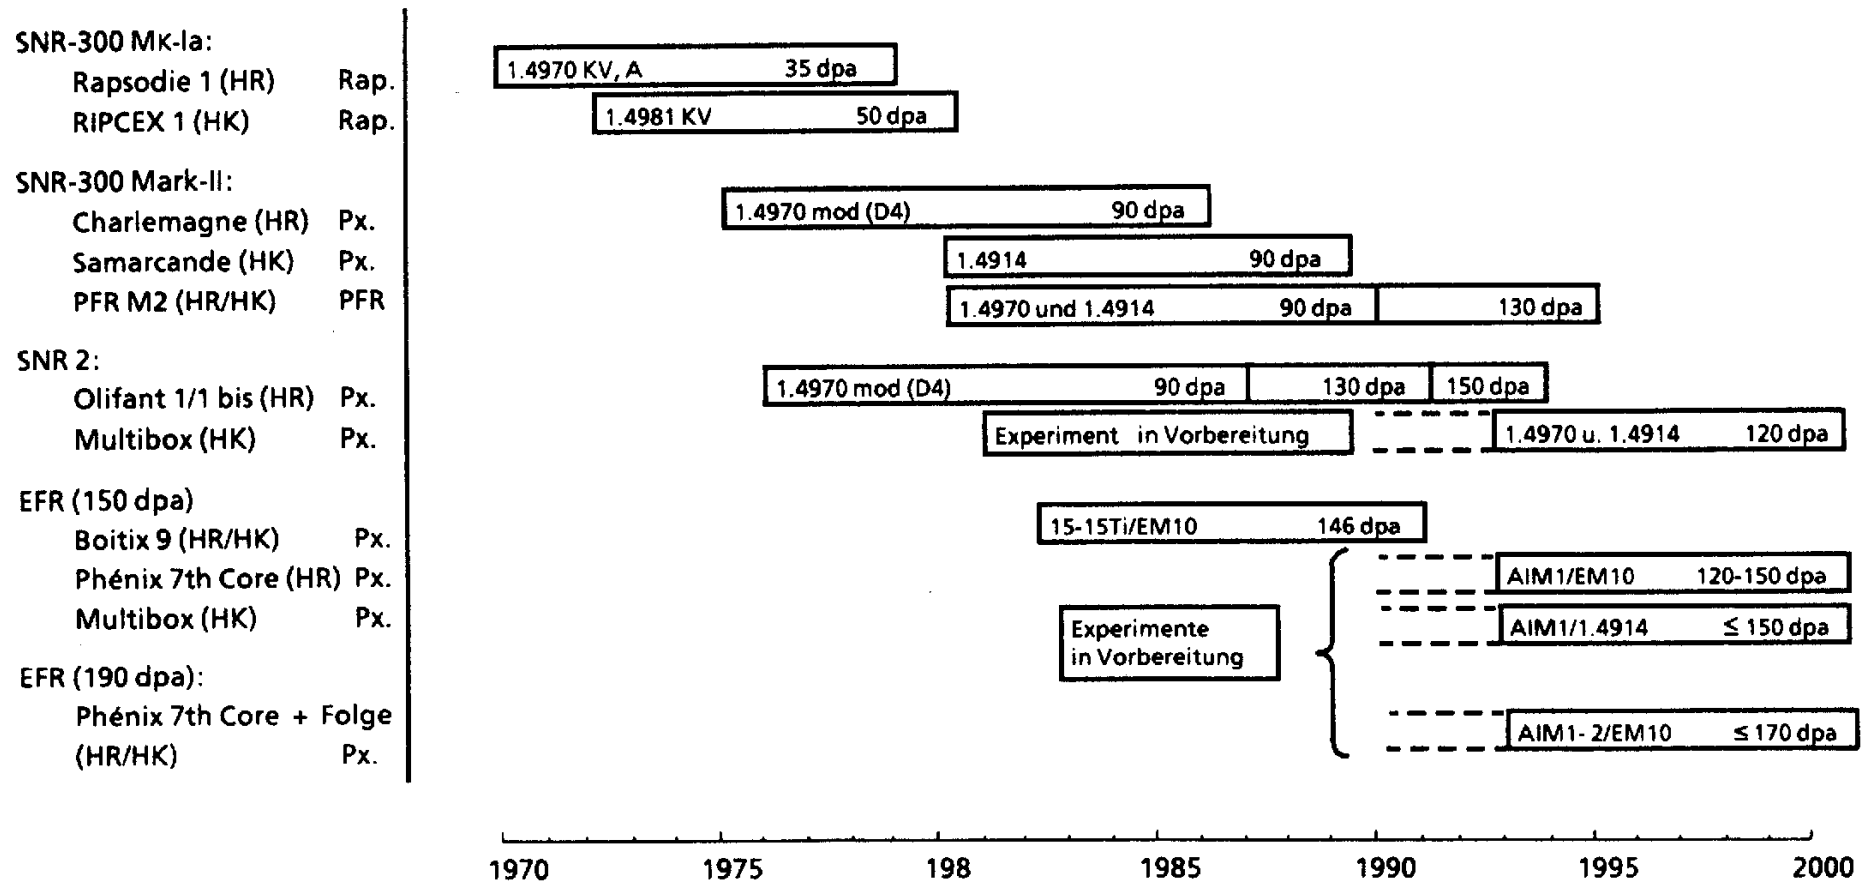 SNR-300 Mк-Ia:
Rapsodie 1 (HR) Rap. 1.4970 KV, A 35 dpa
RIPCEX 1 (HK) Rap. 1.4981 KV 50 dpa
SNR-300 Mark-II:
Charlemagne (HR) Px. 1.4970 mod (D4) 90 dpa
Samarcande (HK) Px. 1.4914 90 dpa
PFR M2 (HR/HK) PFR 1.4970 und 1.4914 90 dpa 130 dpa
SNR 2:
Olifant 1/1 bis (HR) Px. 1.4970 mod (D4) 90 dpa 130 dpa 150 dpa
Multibox (HK) Px. Experiment in Vorbereitung 1.4970 u. 1.4914 120 dpa
EFR (150 dpa)
Boitix 9 (HR/HK) Px. 15-15Ti/EM10 146 dpa
Phénix 7th Core (HR) Px. AIM1/EM10 120-150 dpa
Multibox (HK) Px. AIM1/1.4914 ≤ 150 dpa
Experimente
in Vorbereitung
EFR (190 dpa):
Phénix 7th Core + Folge
(HR/HK) Px. AIM1- 2/EM10 ≤ 170 dpa
1970 1975 198 1985 1990 1995 2000